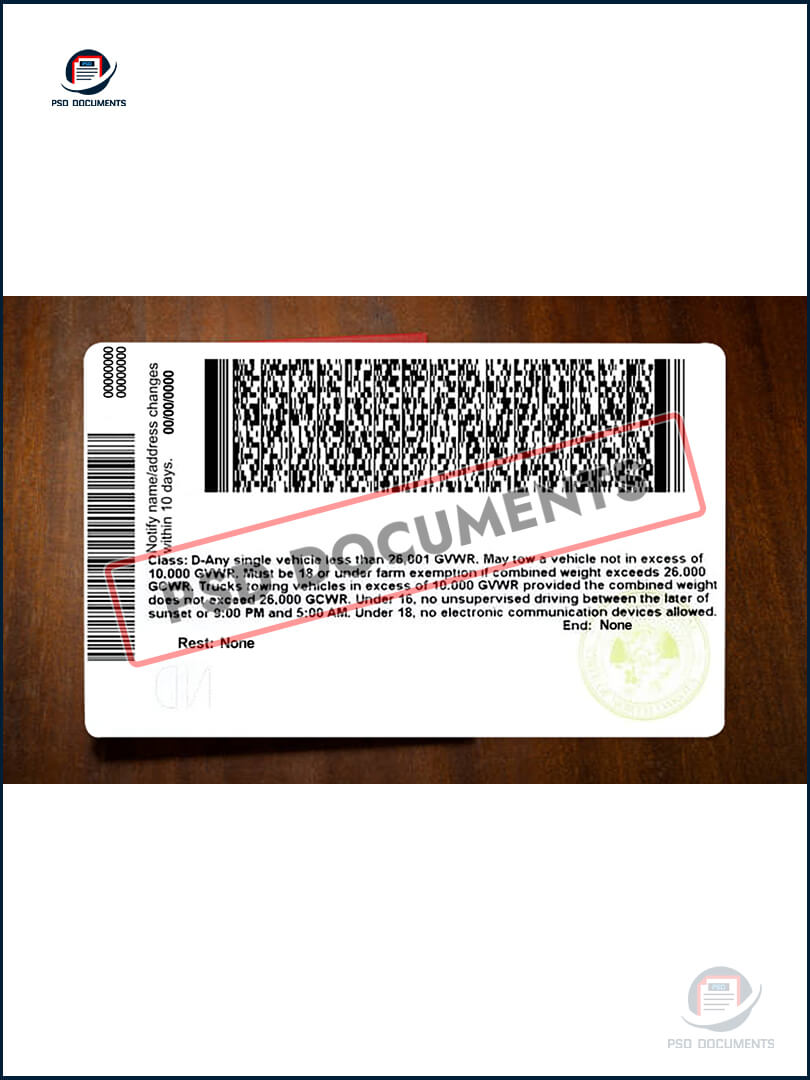 PSD
PSD DOCUMENTS
00000000
00000000
Notify name/address changes
within 10 days. 00/00/0000
PSD DOCUMENTS
Class: D-Any single vehicle less than 26,001 GVWR. May tow a vehicle not in excess of
10.000 GVWR. Must be 18 or under farm exemption if combined weight exceeds 26.000
GCWR. Trucks towing vehicles in excess of 10.000 GVWR provided the combined weight
does not exceed 26.000 GCWR. Under 16, no unsupervised driving between the later of
sunset or 9:00 PM and 5:00 AM. Under 18, no electronic communication devices allowed.
End: None
Rest: None
ND
PSD
PSD DOCUMENTS